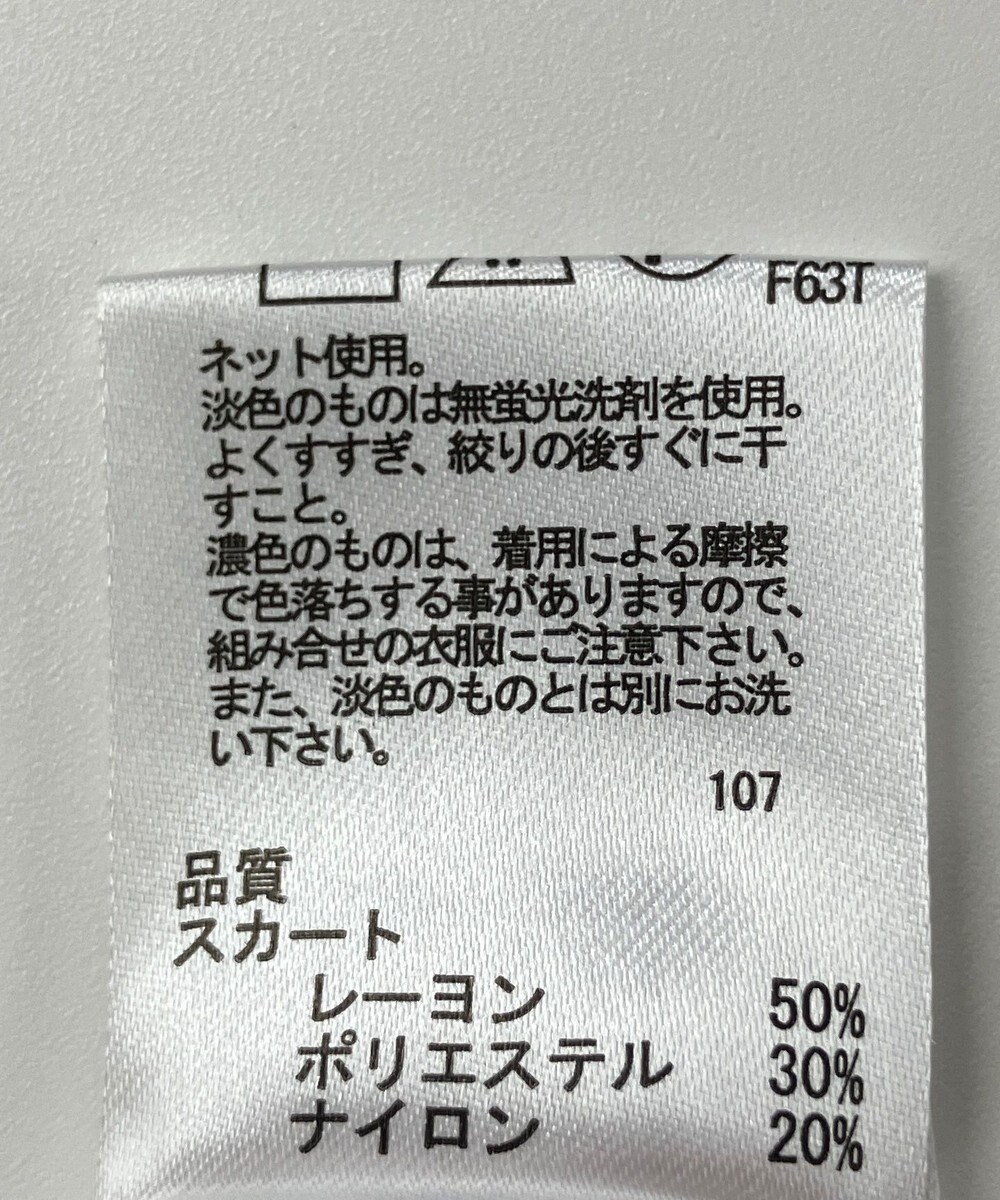 F63T
ネット使用。
淡色のものは無蛍光洗剤を使用。
よくすすぎ、絞りの後すぐに干
すこと。
濃色のものは、着用による摩擦
で色落ちする事がありますので、
組み合せの衣服にご注意下さい。
また、淡色のものとは別にお洗
い下さい。
107
品質
スカート
レーヨン 50%
ポリエステル 30%
ナイロン 20%